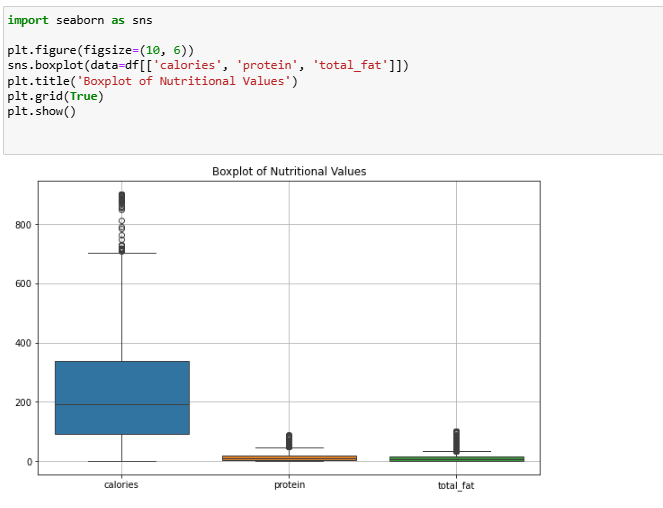 import seaborn as sns
plt.figure(figsize=(10, 6))
sns.boxplot(data=df[['calories', 'protein', 'total_fat']])
plt.title('Boxplot of Nutritional Values')
plt.grid(True)
plt.show()
Boxplot of Nutritional Values
800
600
400
200
0
calories protein total_fat